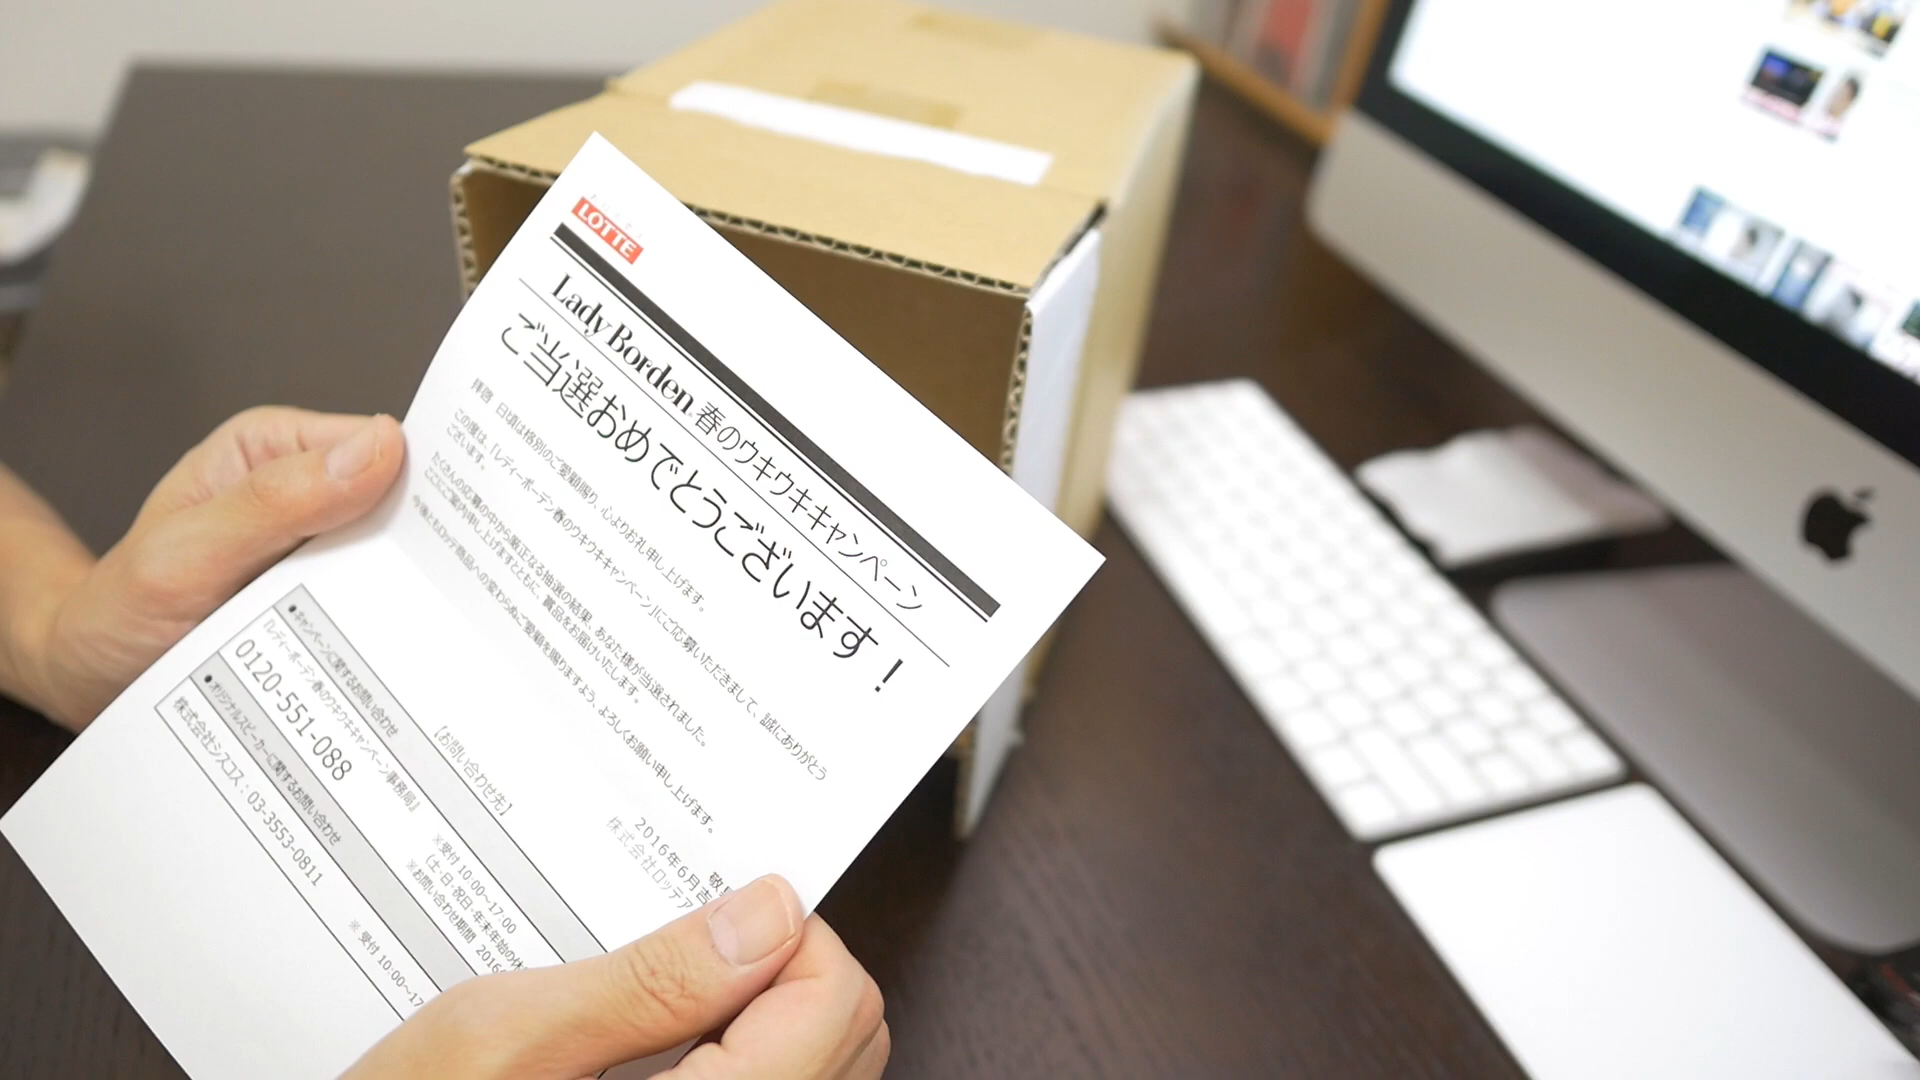 LOTTE
Lady Borden 春のウキウキキャンペーン
ご当選おめでとうございます！
拝啓 日頃は格別のご愛顧賜り、心よりお礼申し上げます。
この度は、「レディーボーデン春のウキウキキャンペーン」にご応募いただきまして、誠にありがとう
ございます。
たくさんの応募の中から厳正なる抽選の結果、あなた様が当選されました。
ここにご案内申し上げますとともに、賞品をお届けいたします。
今後ともロッテ商品への変わらぬご愛顧を賜りますよう、よろしくお願い申し上げます。
敬
2016年6月吉
株式会社ロッテア
【お問い合わせ先】
●キャンペーンに関するお問い合わせ
『レディーボーデン春のウキウキキャンペーン事務局』
0120-551-088
※受付 10:00～17:00
(土・日・祝日・年末年始の休
※お問い合わせ期間 2016
●オリジナルスピーカーに関するお問い合わせ
株式会社シスコス：03-3553-0811
※ 受付 10:00～17